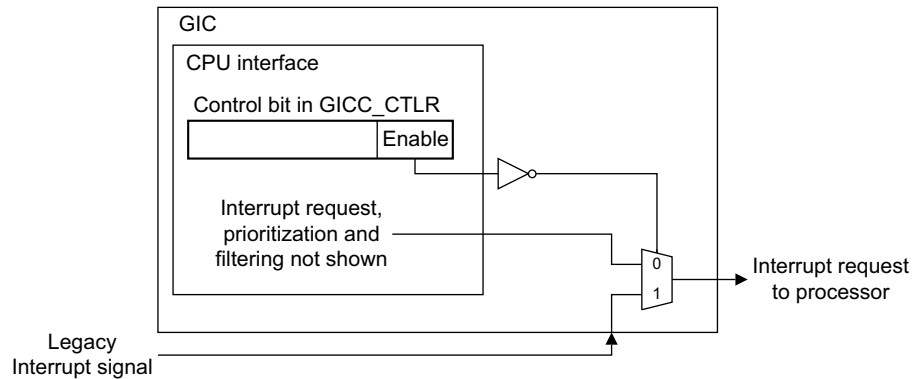 GIC
CPU interface
Control bit in GICC_CTLR
Enable
Interrupt request,
prioritization and
filtering not shown
0
1
Interrupt request
to processor
Legacy
Interrupt signal